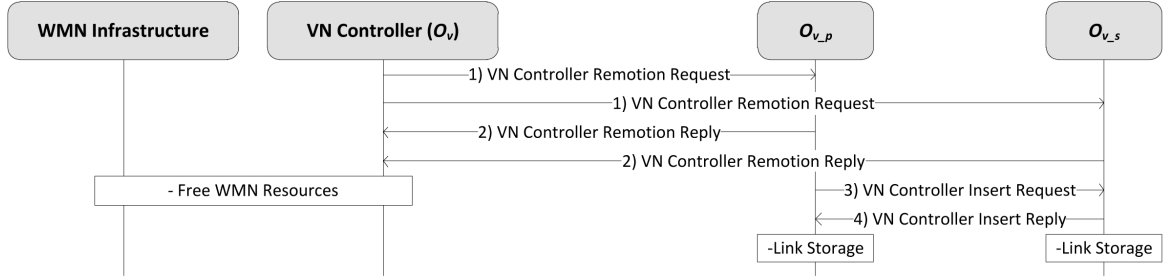 WMN Infrastructure
VN Controller (Ov)
Ov_p
Ov_s
1) VN Controller Remotion Request
1) VN Controller Remotion Request
2) VN Controller Remotion Reply
2) VN Controller Remotion Reply
- Free WMN Resources
3) VN Controller Insert Request
4) VN Controller Insert Reply
-Link Storage
-Link Storage